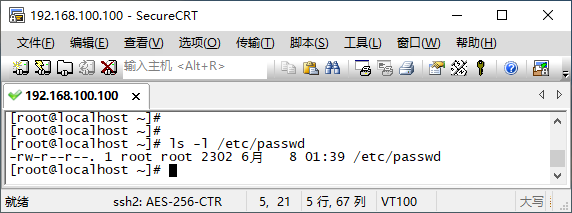 192.168.100.100 - SecureCRT
文件(F) 编辑(E) 查看(V) 选项(O) 传输(T) 脚本(S) 工具(L) 窗口(W) 帮助(H)
输入主机 <Alt+R>
192.168.100.100
[root@localhost ~]#
[root@localhost ~]#
[root@localhost ~]# ls -l /etc/passwd
-rw-r--r--. 1 root root 2302 6月   8 01:39 /etc/passwd
[root@localhost ~]#
就绪 ssh2: AES-256-CTR 5, 21 5 行, 67 列 VT100 大写